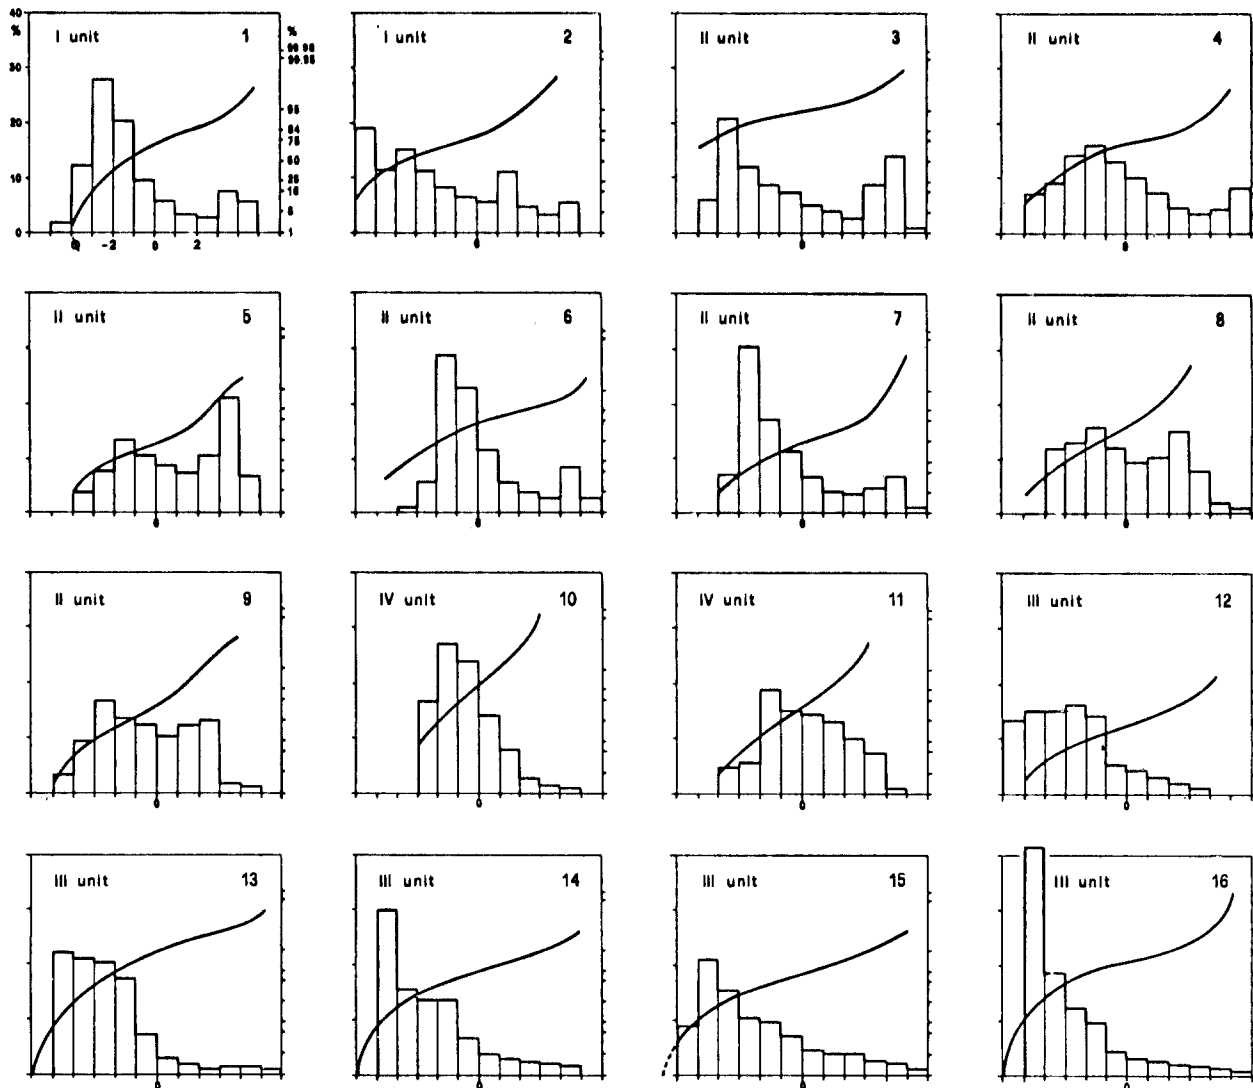 40
%
30
20
10
0
I unit 1
%
99.98
99.95
95
84
75
50
25
16
5
1
-2 0 2
I unit 2
0
II unit 3
0
II unit 4
0
II unit 5
0
II unit 6
0
II unit 7
0
II unit 8
0
II unit 9
0
IV unit 10
0
IV unit 11
0
III unit 12
0
III unit 13
0
III unit 14
0
III unit 15
0
III unit 16
0